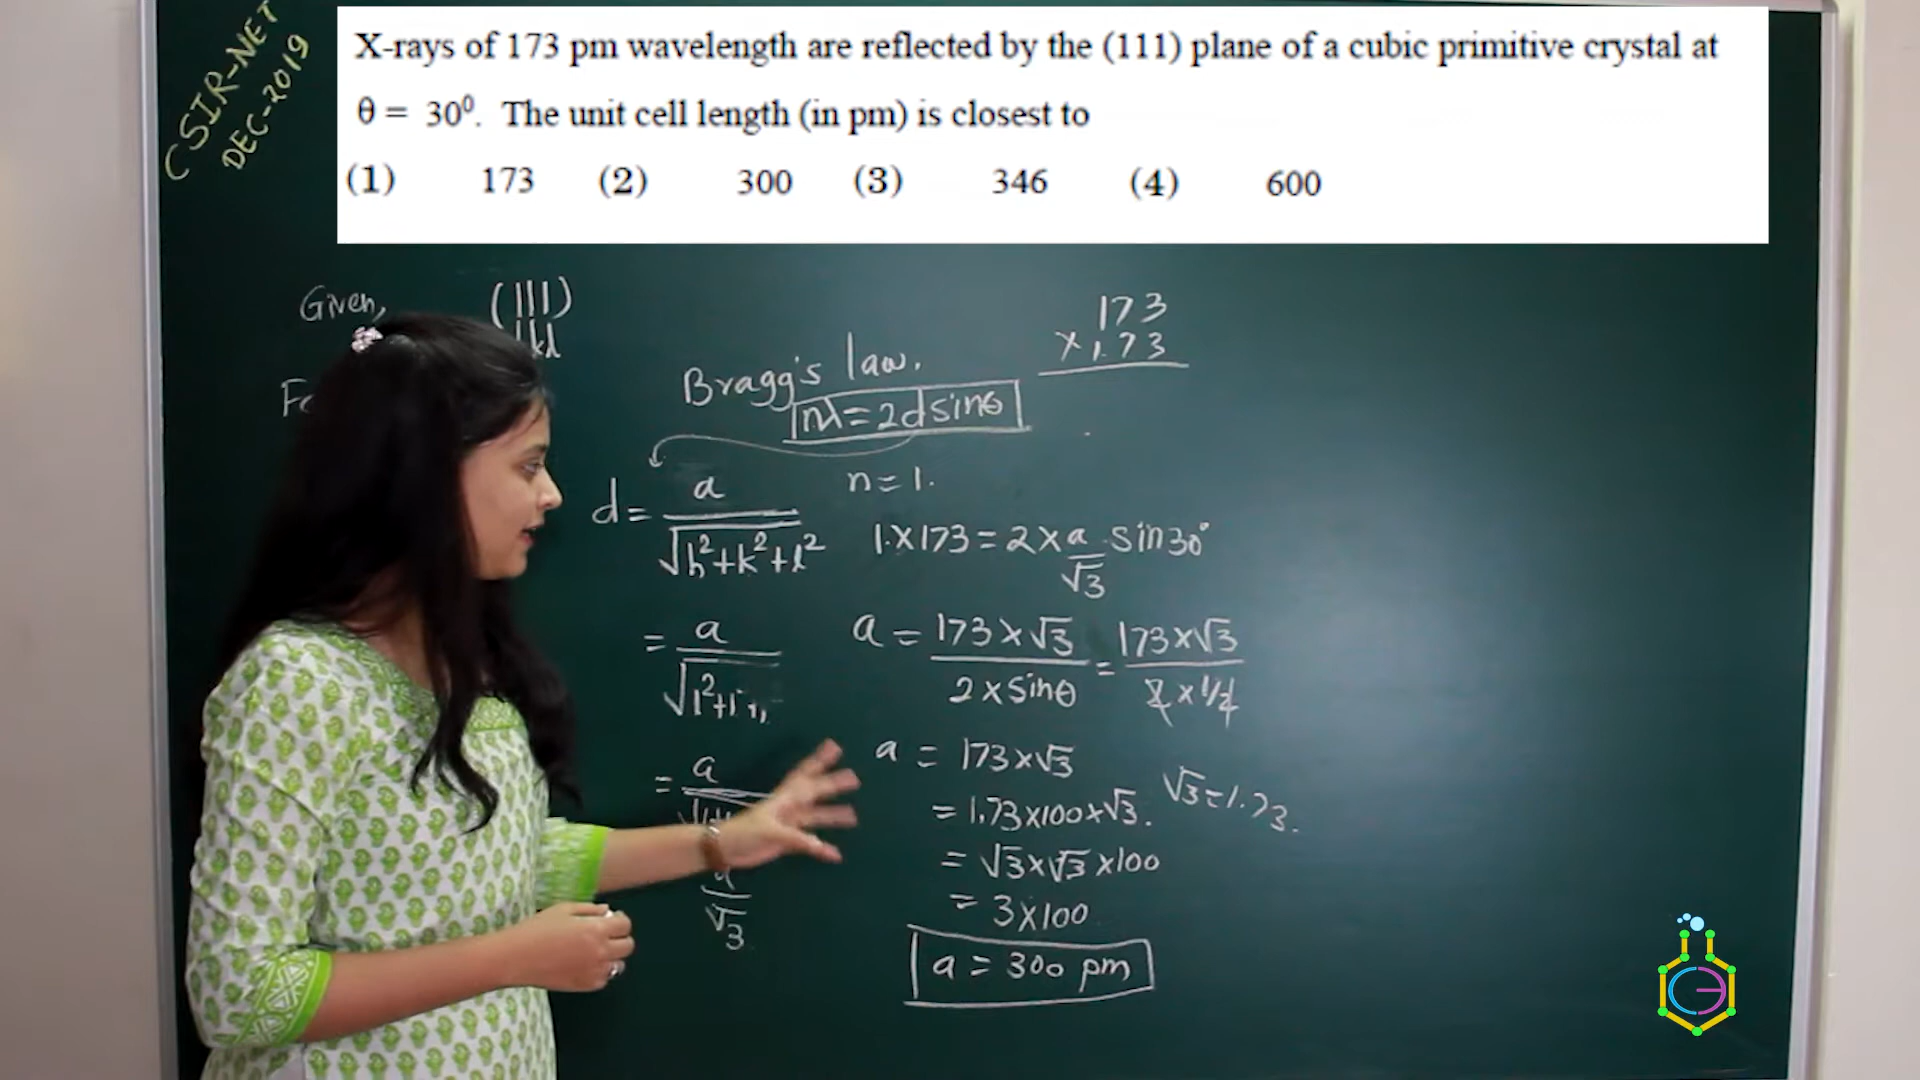 CSIR-NET
DEC-2019
X-rays of 173 pm wavelength are reflected by the (111) plane of a cubic primitive crystal at
θ = 30⁰. The unit cell length (in pm) is closest to
(1) 173 (2) 300 (3) 346 (4) 600
Given, (111)
173
×1.73
Bragg's law.
nλ=2dsinθ
d= a/√h²+k²+l²
n=1.
1×173=2×a/√3 sin30°
= a/√1²+1
a = 173×√3/2×sinθ = 173×√3/2×1/2
= a
a = 173×√3
√3=1.73.
= 1.73×100×√3.
= √3×√3×100
√3
= 3×100
a = 300 pm